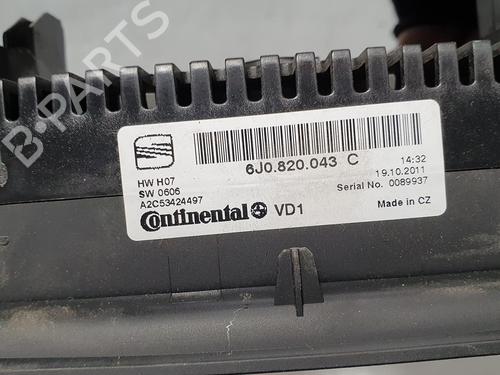 B-PARTS
6J0.820.043 C
HW H07
SW 0606
A2C53424497
14:32
19.10.2011
Serial No. 0089937
Continental VD1
Made in CZ